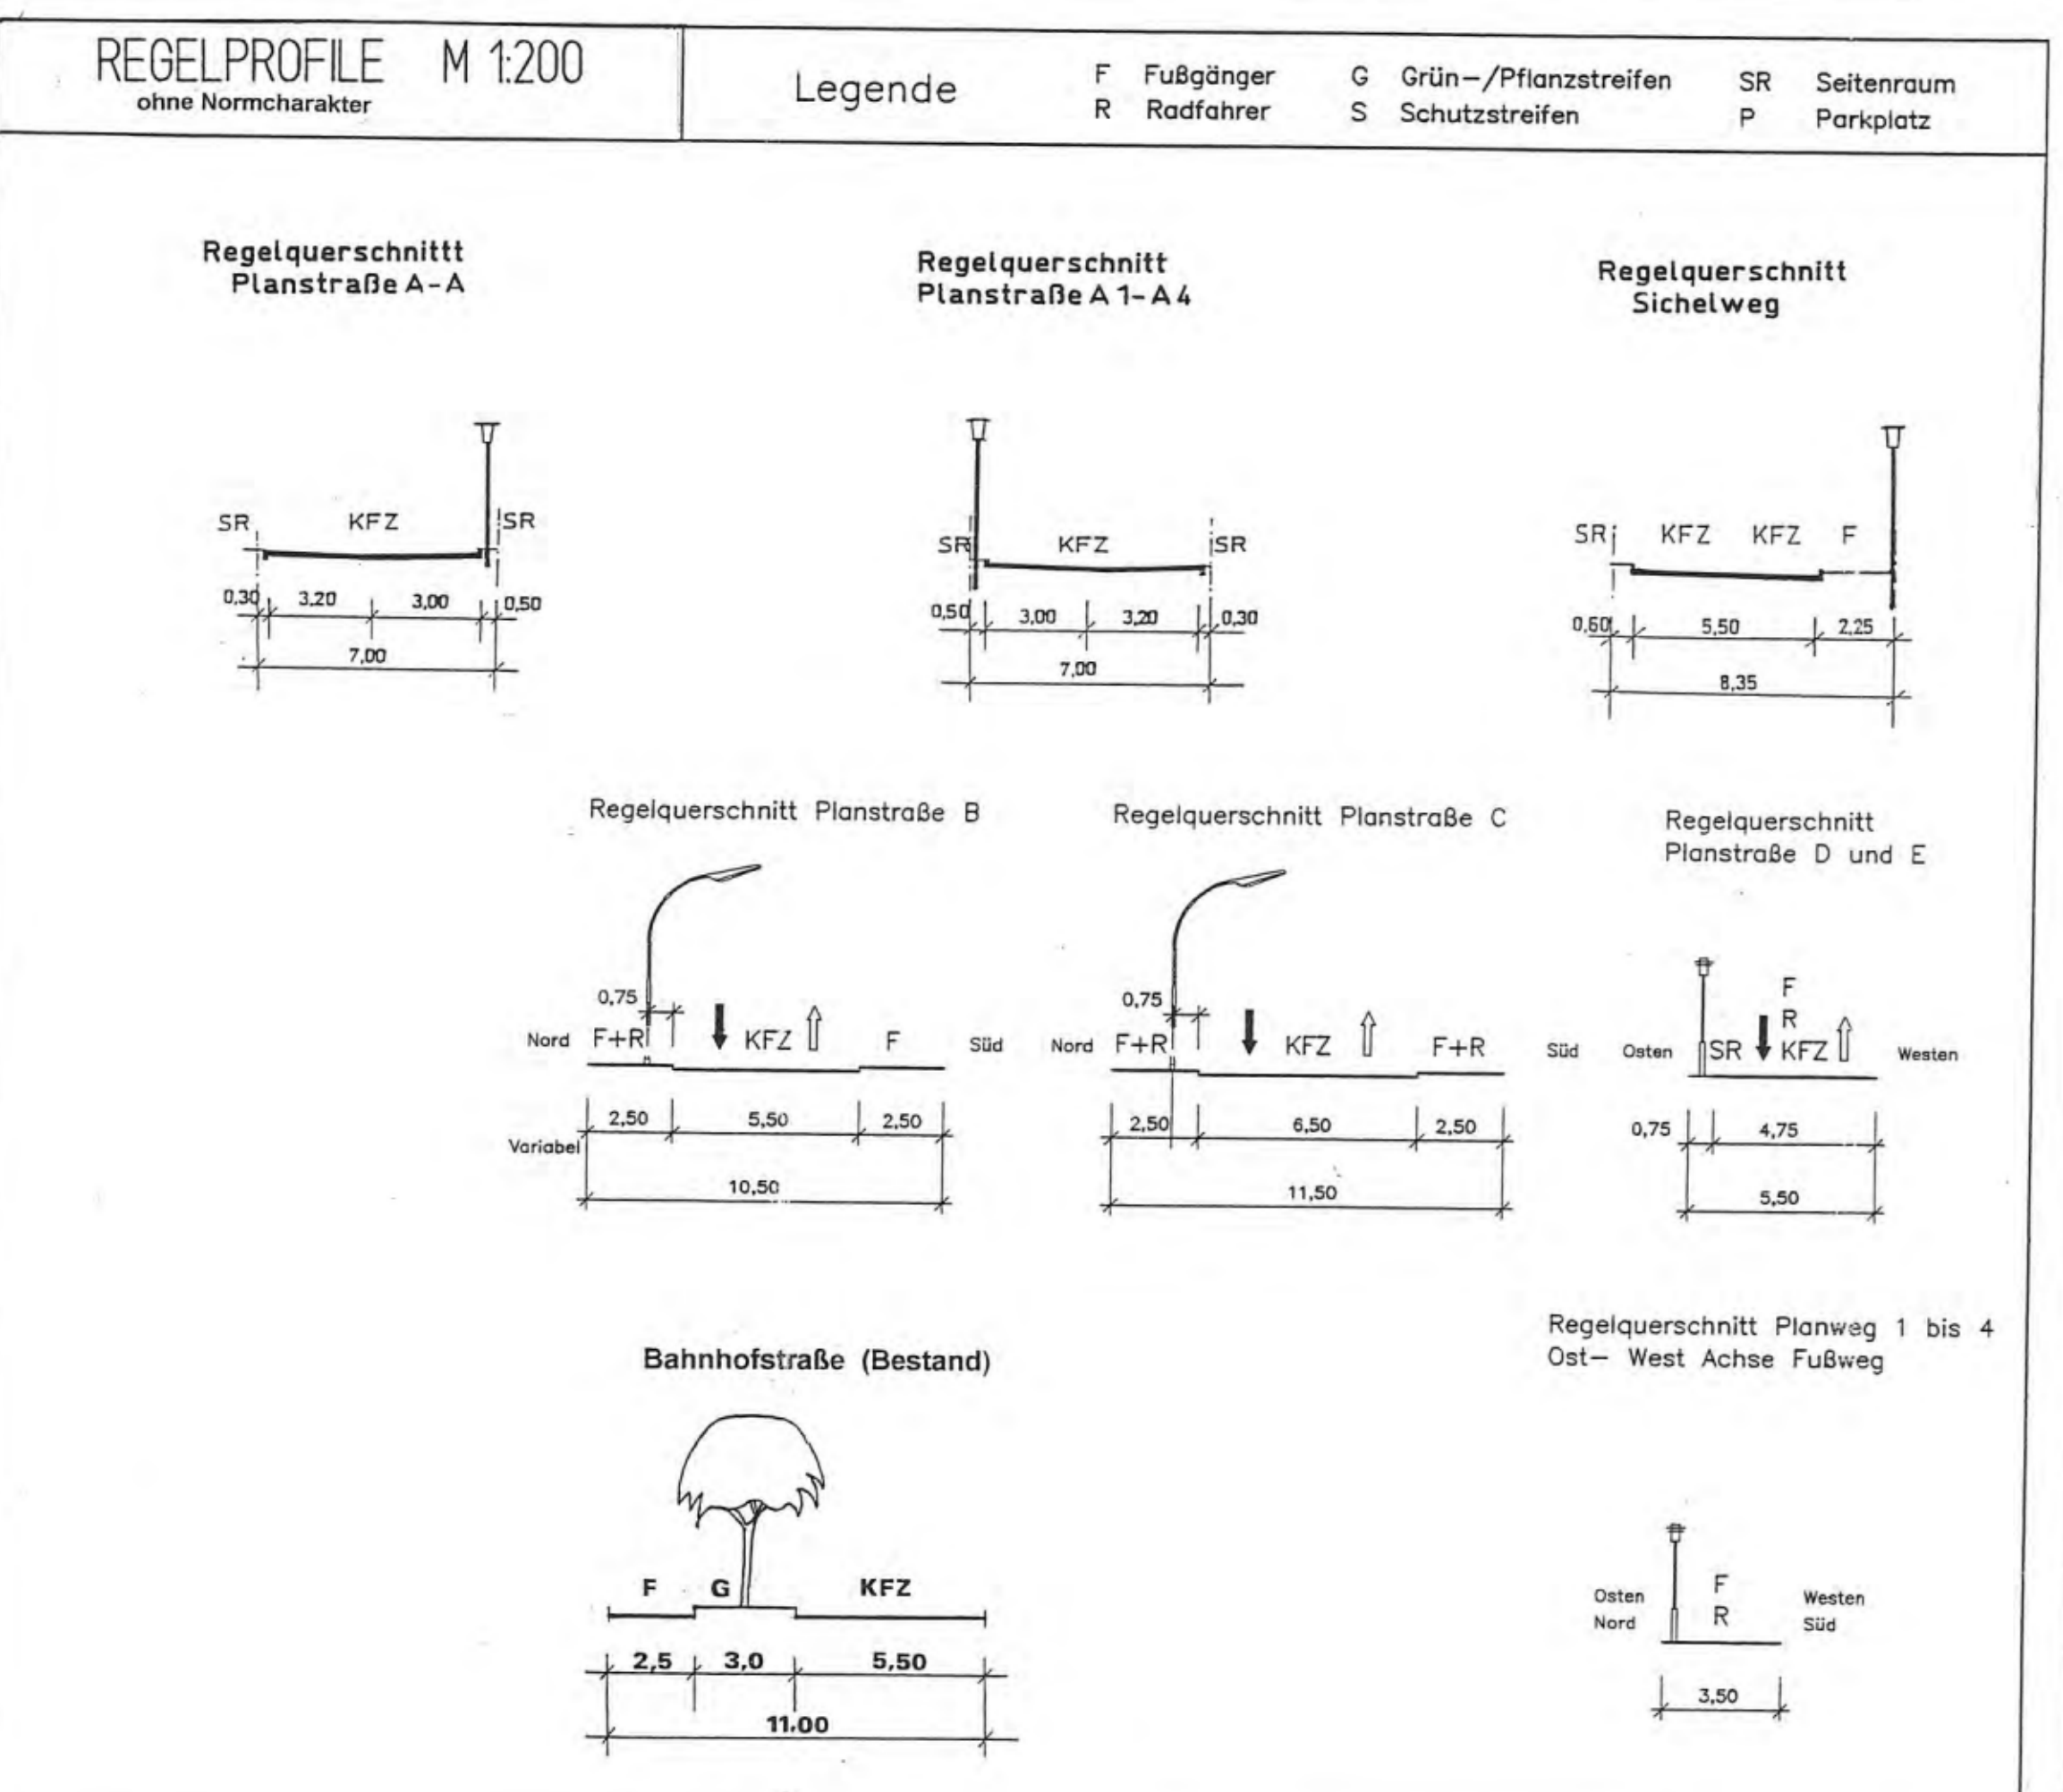 REGELPROFILE M 1:200
ohne Normcharakter
Legende
F Fußgänger G Grün-/Pflanzstreifen SR Seitenraum
R Radfahrer S Schutzstreifen P Parkplatz
Regelquerschnittt
Planstraße A-A
SR KFZ SR
0,30 3,20 3,00 0,50
7,00
Regelquerschnitt
Planstraße A1-A4
SR KFZ SR
0,50 3,00 3,20 0,30
7,00
Regelquerschnitt
Sichelweg
SR KFZ KFZ F
0,60 5,50 2,25
8,35
Regelquerschnitt Planstraße B
0,75
Nord F+R KFZ F Süd
2,50 5,50 2,50
Variabel
10,50
Regelquerschnitt Planstraße C
0,75
Nord F+R KFZ F+R Süd
2,50 6,50 2,50
11,50
Regelquerschnitt
Planstraße D und E
F
R
Osten SR KFZ Westen
0,75 4,75
5,50
Bahnhofstraße (Bestand)
F G KFZ
2,5 3,0 5,50
11.00
Regelquerschnitt Planweg 1 bis 4
Ost- West Achse Fußweg
Osten F Westen
Nord R Süd
3,50